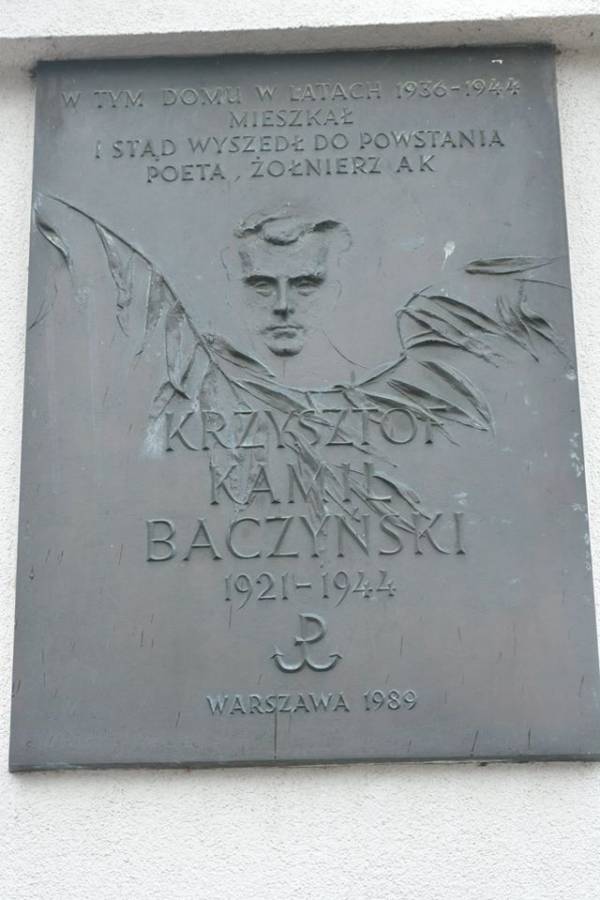 W TYM DOMU W LATACH 1936-1944
MIESZKAŁ
I STĄD WYSZEDŁ DO POWSTANIA
POETA, ŻOŁNIERZ AK
KRZYSZTOF
KAMIL
BACZYŃSKI
1921-1944
WARSZAWA 1989